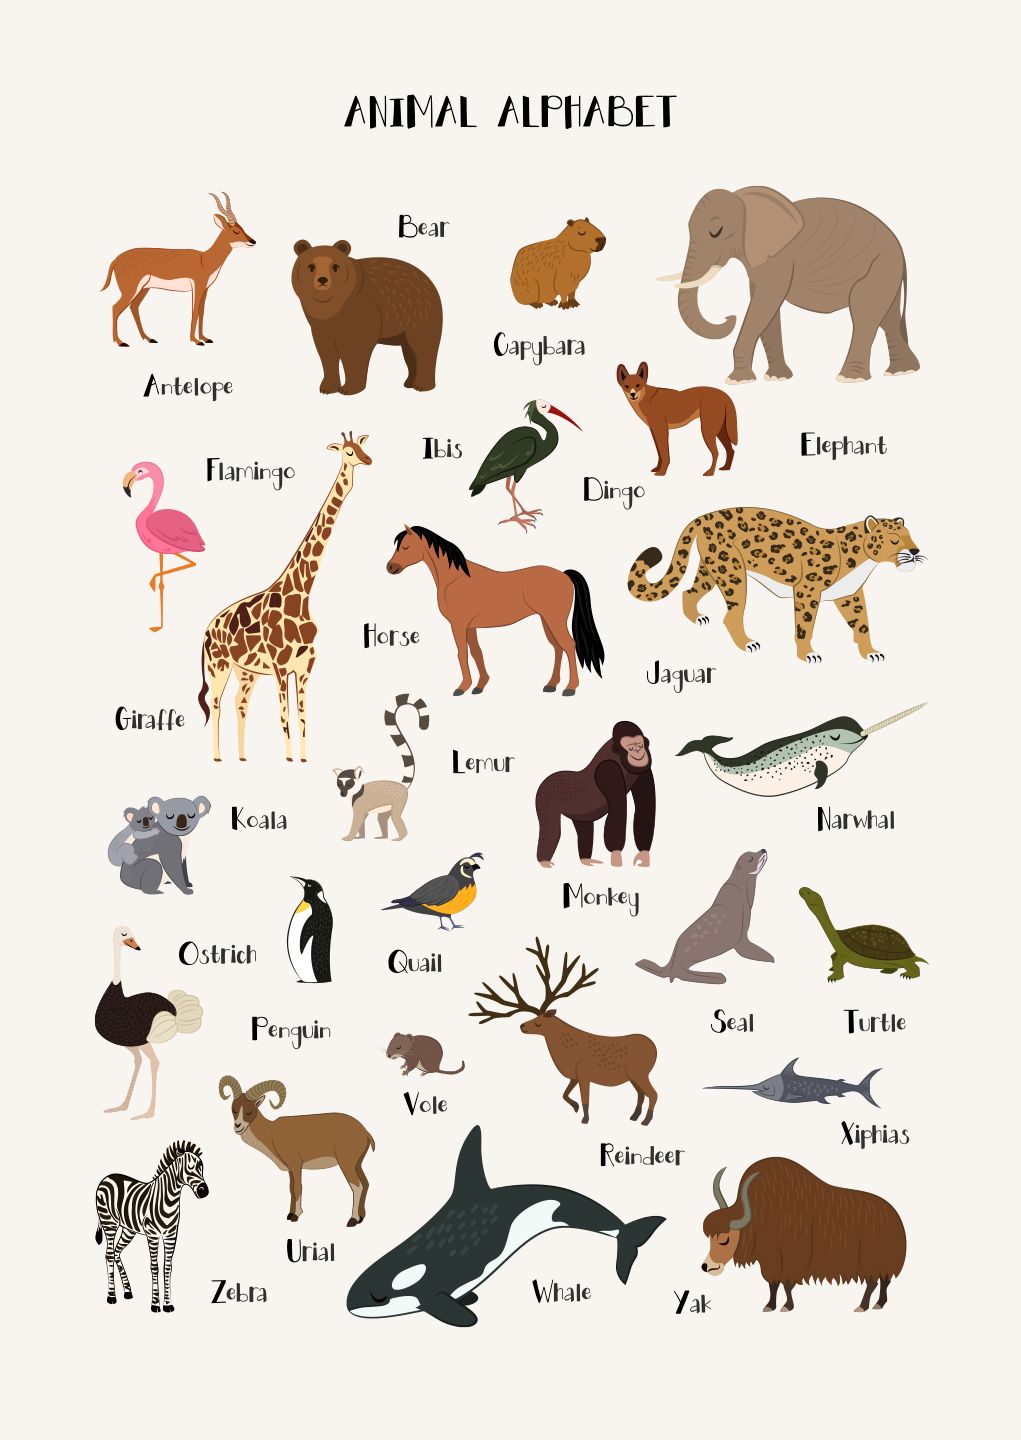 ANIMAL ALPHABET
Bear
Capybara
Antelope
Elephant
Ibis
Flamingo
Dingo
Horse
Jaguar
Giraffe
Lemur
Koala
Narwhal
Monkey
Ostrich
Quail
Penguin
Seal
Turtle
Vole
Xiphias
Reindeer
Urial
Zebra
Whale
Yak